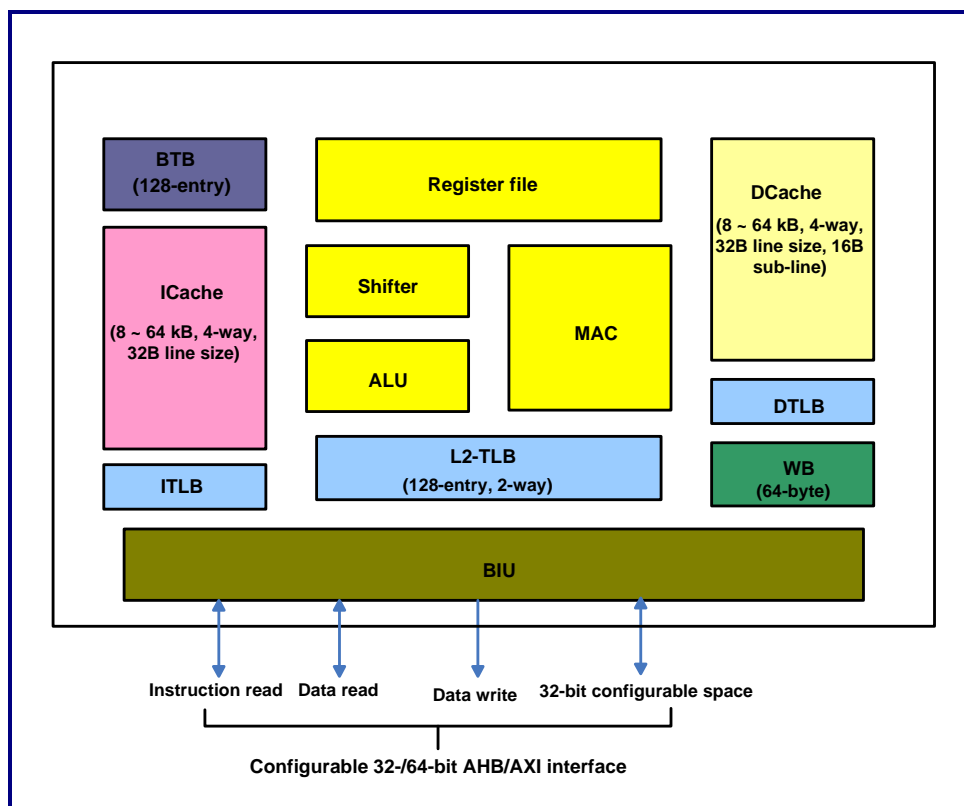 BTB
(128-entry)
Register file
DCache
(8 ~ 64 kB, 4-way,
32B line size, 16B
sub-line)
ICache
(8 ~ 64 kB, 4-way,
32B line size)
Shifter
MAC
ALU
DTLB
L2-TLB
(128-entry, 2-way)
ITLB
WB
(64-byte)
BIU
Instruction read
Data read
Data write
32-bit configurable space
Configurable 32-/64-bit AHB/AXI interface